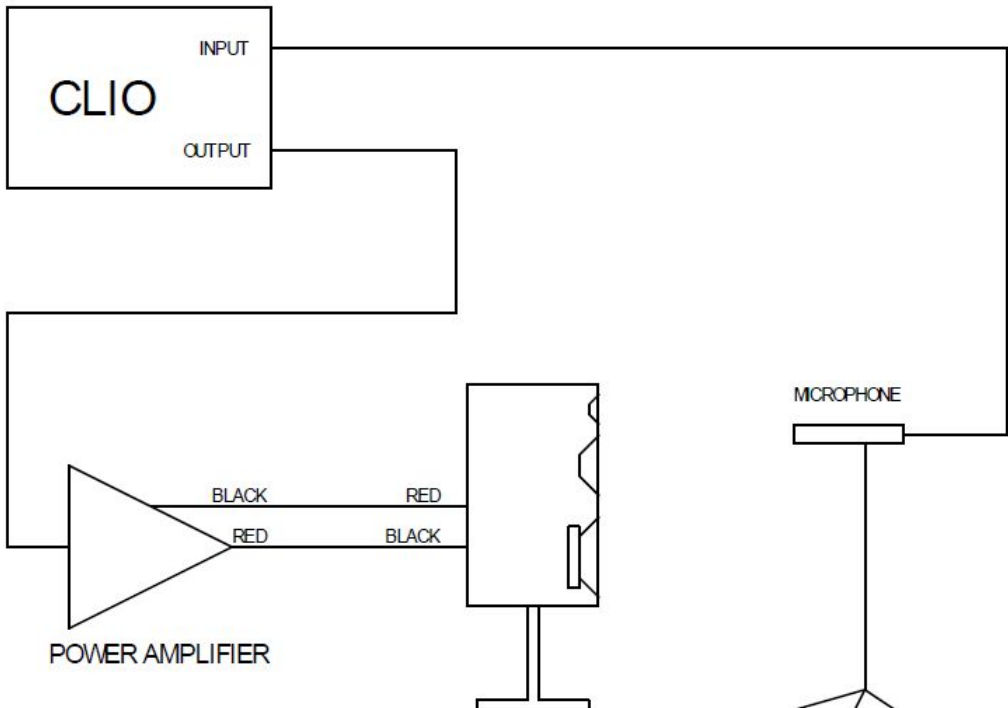 INPUT
CLIO
OUTPUT
MICROPHONE
BLACK RED
RED BLACK
POWER AMPLIFIER